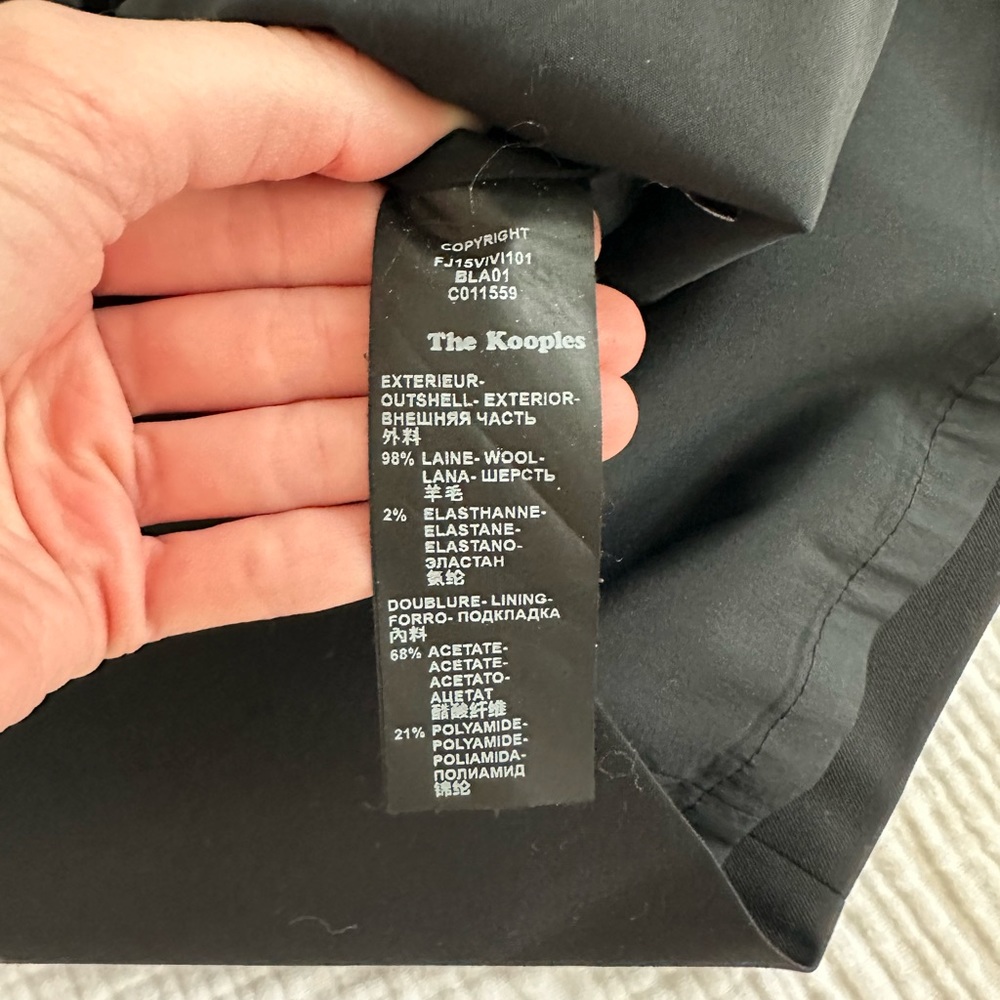 COPYRIGHT
FJ15VIVI101
BLA01
C011559
The Kooples
EXTERIEUR-
OUTSHELL- EXTERIOR-
ВНЕШНЯЯ ЧАСТЬ
外料
98% LAINE- WOOL-
LANA- ШЕРСТЬ
羊毛
2% ELASTHANNE-
ELASTANE-
ELASTANO-
ЭЛАСТАН
氨纶
DOUBLURE- LINING-
FORRO- ПОДКЛАДКА
內料
68% ACETATE-
ACETATE-
ACETATO-
АЦЕТАТ
醋酸纤维
21% POLYAMIDE-
POLYAMIDE-
POLIAMIDA-
ПОЛИАМИД
锦纶